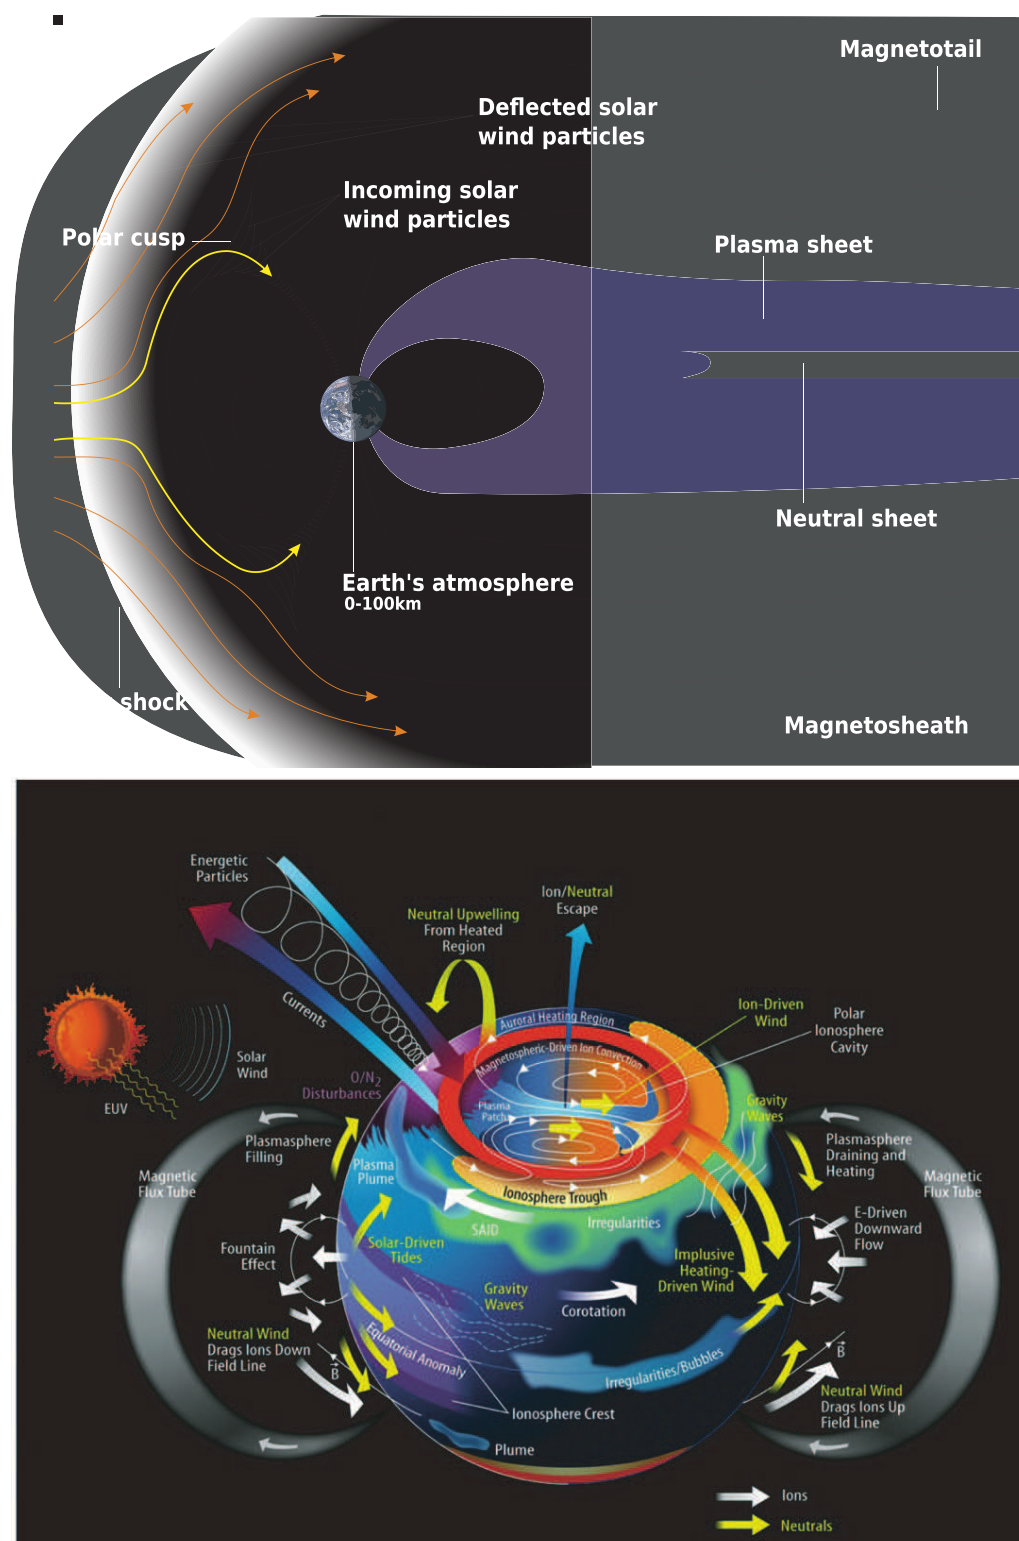 Magnetotail
Deflected solar
wind particles
Incoming solar
wind particles
Polar cusp
Plasma sheet
Neutral sheet
Earth's atmosphere
0-100km
shock
Magnetosheath
Energetic
Particles
Ion/Neutral
Escape
Neutral Upwelling
From Heated
Region
Currents
Auroral Heating Region
Ion-Driven
Wind
Polar
Ionosphere
Cavity
Magnetospheric-Driven Ion Convection
Solar
Wind
EUV
O/N2
Disturbances
Plasma
Patch
Gravity
Waves
Plasmasphere
Filling
Plasmasphere
Draining and
Heating
Magnetic
Flux Tube
Plasma
Plume
Magnetic
Flux Tube
Ionosphere Trough
SAID
Irregularities
E-Driven
Downward
Flow
Fountain
Effect
Solar-Driven
Tides
Implusive
Heating-
Driven Wind
Gravity
Waves
Corotation
Neutral Wind
Drags Ions Down
Field Line
B
Equatorial Anomaly
Irregularities/Bubbles
B
Neutral Wind
Drags Ions Up
Field Line
Ionosphere Crest
Plume
Ions
Neutrals